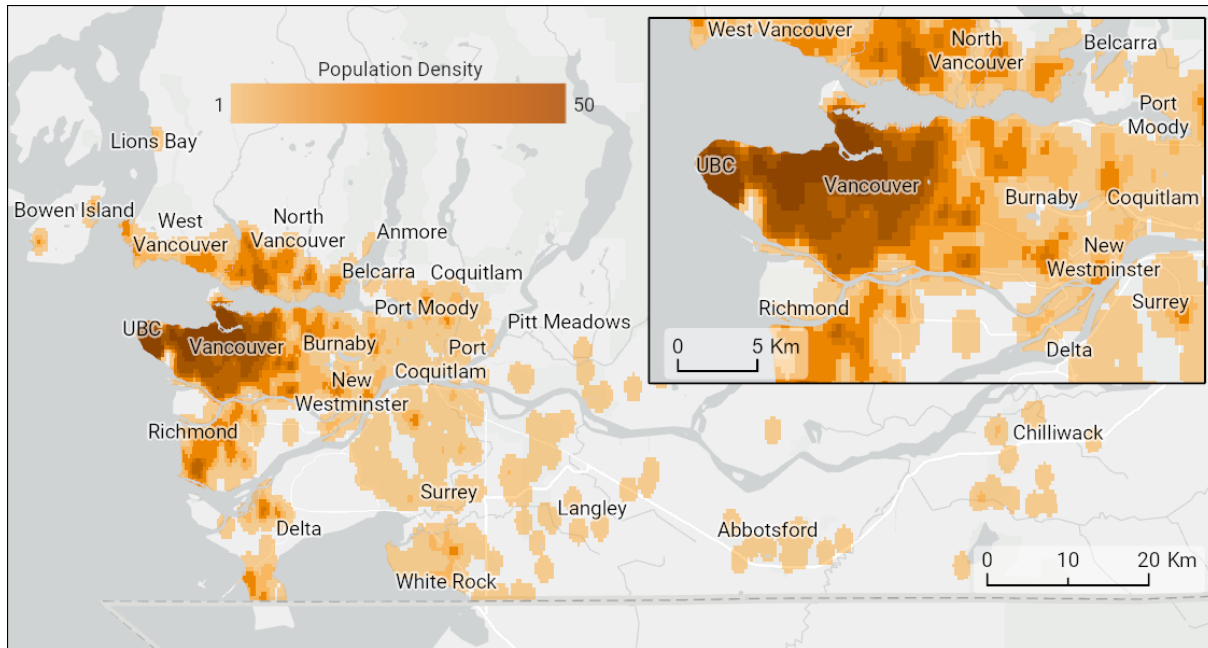 Population Density
1
50
Lions Bay
Bowen Island
West
Vancouver
North
Vancouver
Anmore
Belcarra
Coquitlam
Port Moody
UBC
Vancouver
Burnaby
Port
Coquitlam
Pitt Meadows
New
Westminster
Richmond
Surrey
Langley
Delta
White Rock
Abbotsford
Chilliwack
0 10 20 Km
West Vancouver
North
Vancouver
Belcarra
Port
Moody
UBC
Vancouver
Burnaby
Coquitlam
New
Westminster
Richmond
Surrey
Delta
0 5 Km